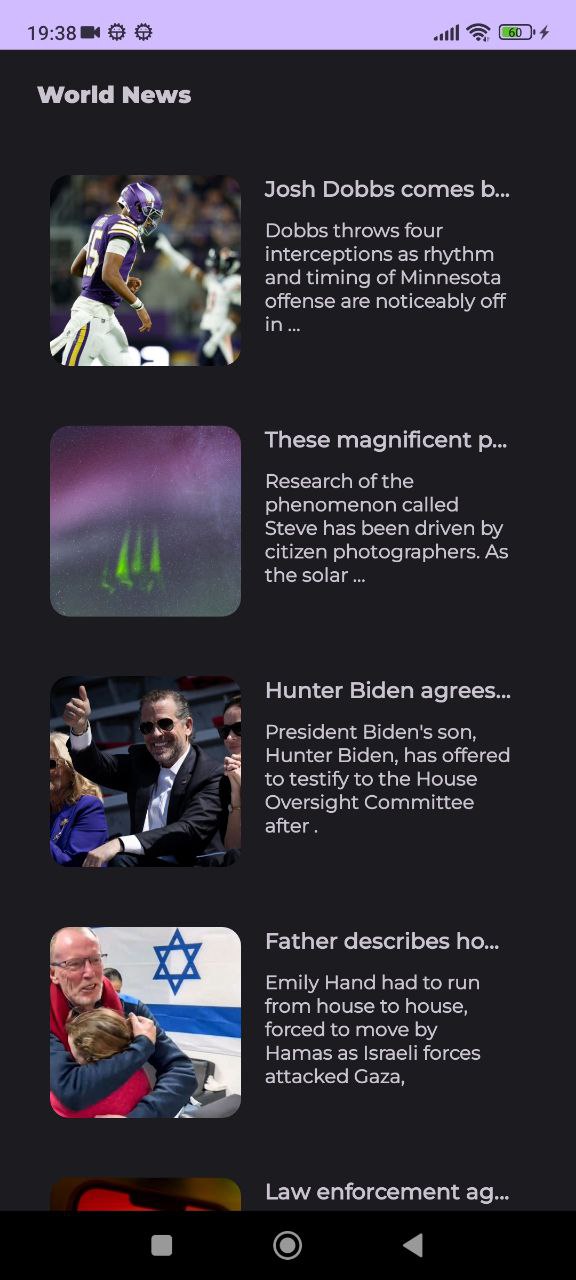 19:38
60
World News
Josh Dobbs comes b...
Dobbs throws four
interceptions as rhythm
and timing of Minnesota
offense are noticeably off
in ...
These magnificent p...
Research of the
phenomenon called
Steve has been driven by
citizen photographers. As
the solar ...
Hunter Biden agrees...
President Biden's son,
Hunter Biden, has offered
to testify to the House
Oversight Committee
after .
Father describes ho...
Emily Hand had to run
from house to house,
forced to move by
Hamas as Israeli forces
attacked Gaza,
Law enforcement ag...